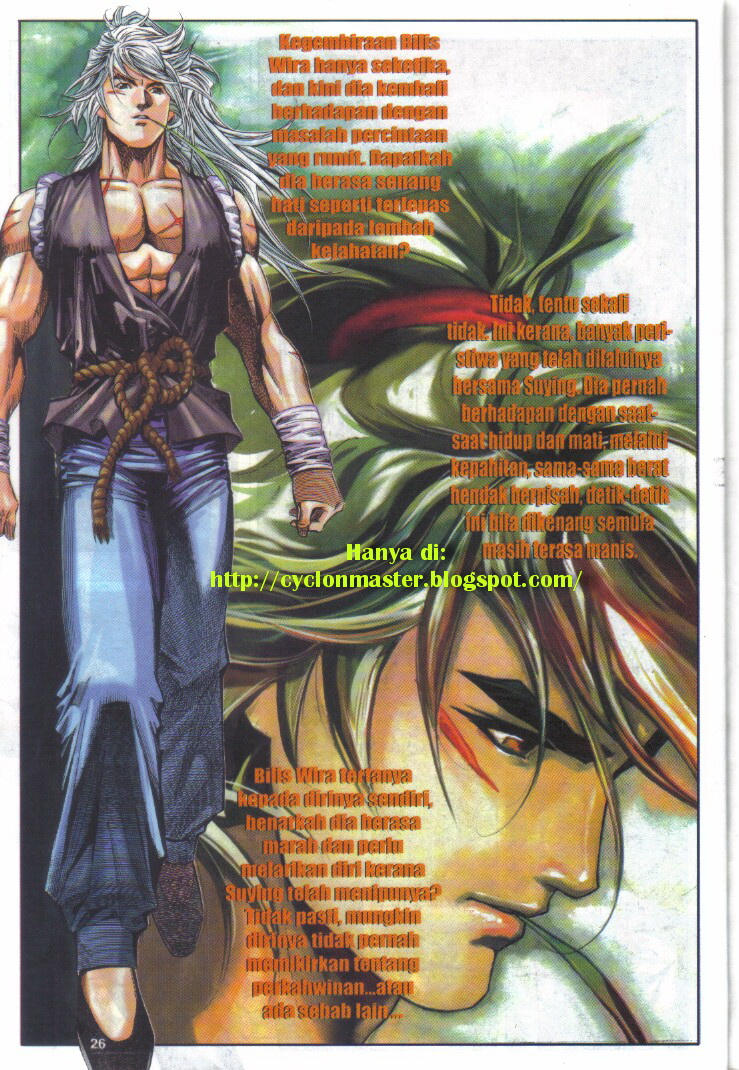 Kegembiraan Bilis
Wira hanya seketika,
dan kini dia kembali
berhadapan dengan
masalah percintaan
yang rumit. Dapatkah
dia berasa senang
hati seperti terlepas
daripada lembah
kejahatan?
Tidak, tentu sekali
tidak. Ini kerana, banyak peri-
stiwa yang telah dilaluinya
bersama Suying. Dia pernah
berhadapan dengan saat-
saat hidup dan mati, melalui
kepahitan, sama-sama berat
hendak berpisah, detik-detik
ini bila dikenang semula
masih terasa manis.
Hanya di:
http://cyclonmaster.blogspot.com/
Bilis Wira tertanya
kepada dirinya sendiri,
benarkah dia berasa
marah dan perlu
melarikan diri kerana
Suying telah menipunya?
Tidak pasti, mungkin
dirinya tidak pernah
memikirkan tentang
perkahwinan...atau
ada sebab lain...
26